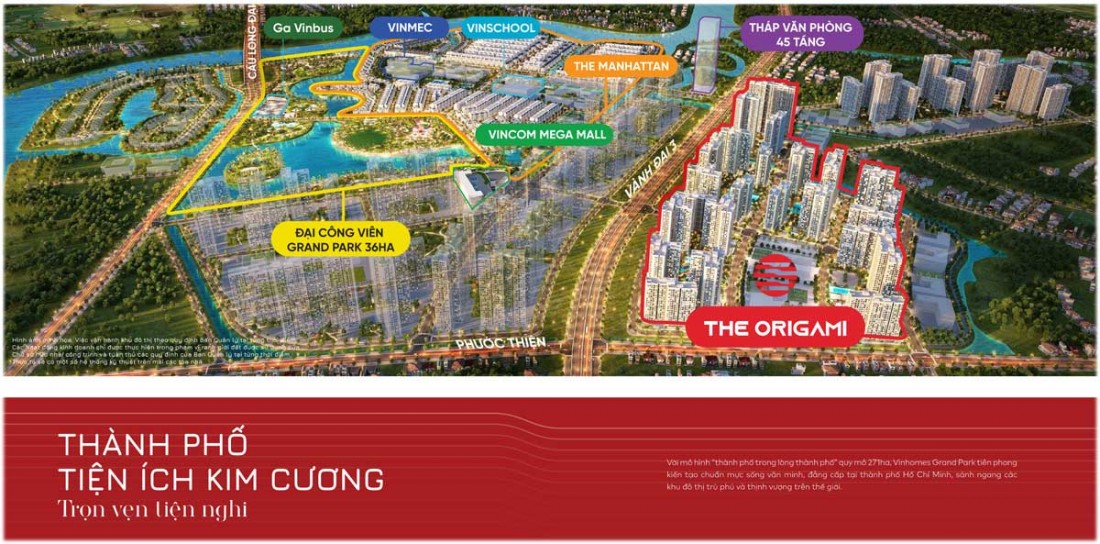 Ga Vinbus
VINMEC
VINSCHOOL
THÁP VĂN PHÒNG
45 TẦNG
CẦU LONG ĐẠI
THE MANHATTAN
VINCOM MEGA MALL
VÀNH ĐAI 3
ĐẠI CÔNG VIÊN
GRAND PARK 36HA
THE ORIGAMI
PHƯỚC THIỆN
THÀNH PHỐ
TIỆN ÍCH KIM CƯƠNG
Trọn vẹn tiện nghi
Với mô hình "thành phố trong lòng thành phố" quy mô 271ha, Vinhomes Grand Park tiên phong
kiến tạo chuẩn mực sống văn minh, đẳng cấp tại thành phố Hồ Chí Minh, sánh ngang các
khu đô thị trù phú và thịnh vượng trên thế giới.